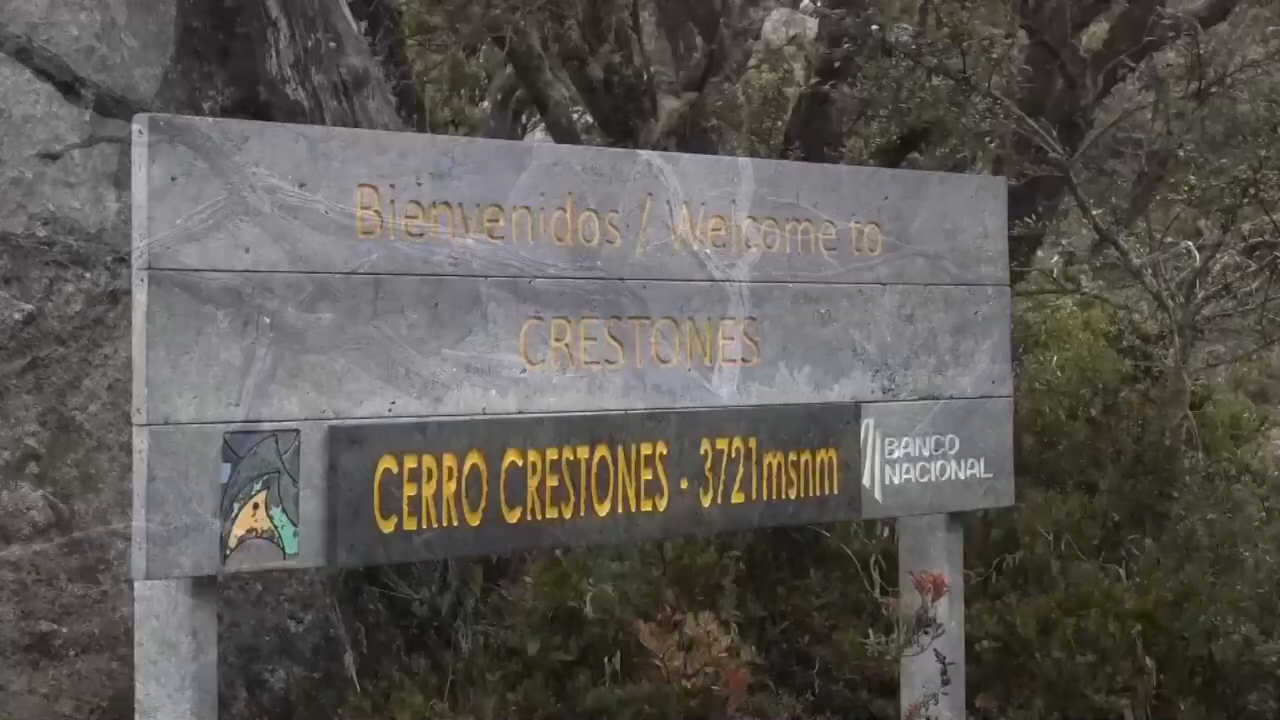 Bienvenidos / Welcome to
CRESTONES
CERRO CRESTONES - 3721msnm
BANCO
NACIONAL